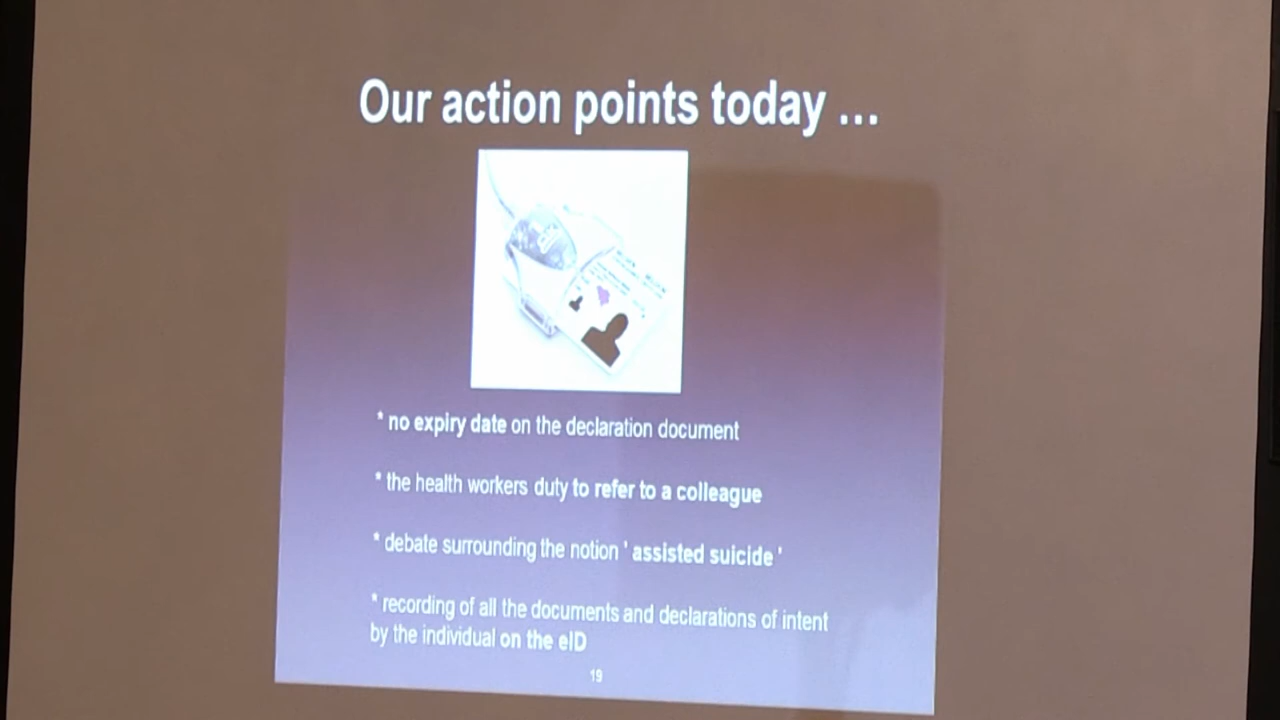 Our action points today ...
* no expiry date on the declaration document
* the health workers duty to refer to a colleague
* debate surrounding the notion ' assisted suicide '
* recording of all the documents and declarations of intent
by the individual on the eID
19